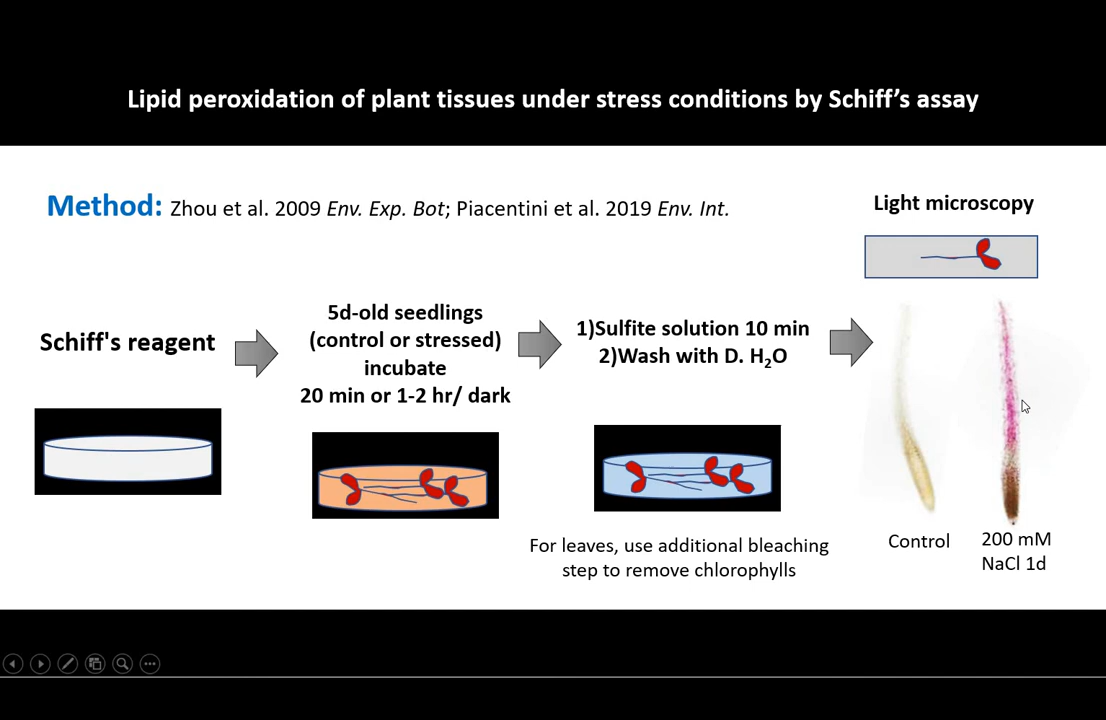 Lipid peroxidation of plant tissues under stress conditions by Schiff’s assay
Method: Zhou et al. 2009 Env. Exp. Bot; Piacentini et al. 2019 Env. Int.
Light microscopy
Schiff's reagent
5d-old seedlings
(control or stressed)
incubate
20 min or 1-2 hr/ dark
1)Sulfite solution 10 min
2)Wash with D. H₂O
For leaves, use additional bleaching
step to remove chlorophylls
Control
200 mM
NaCl 1d